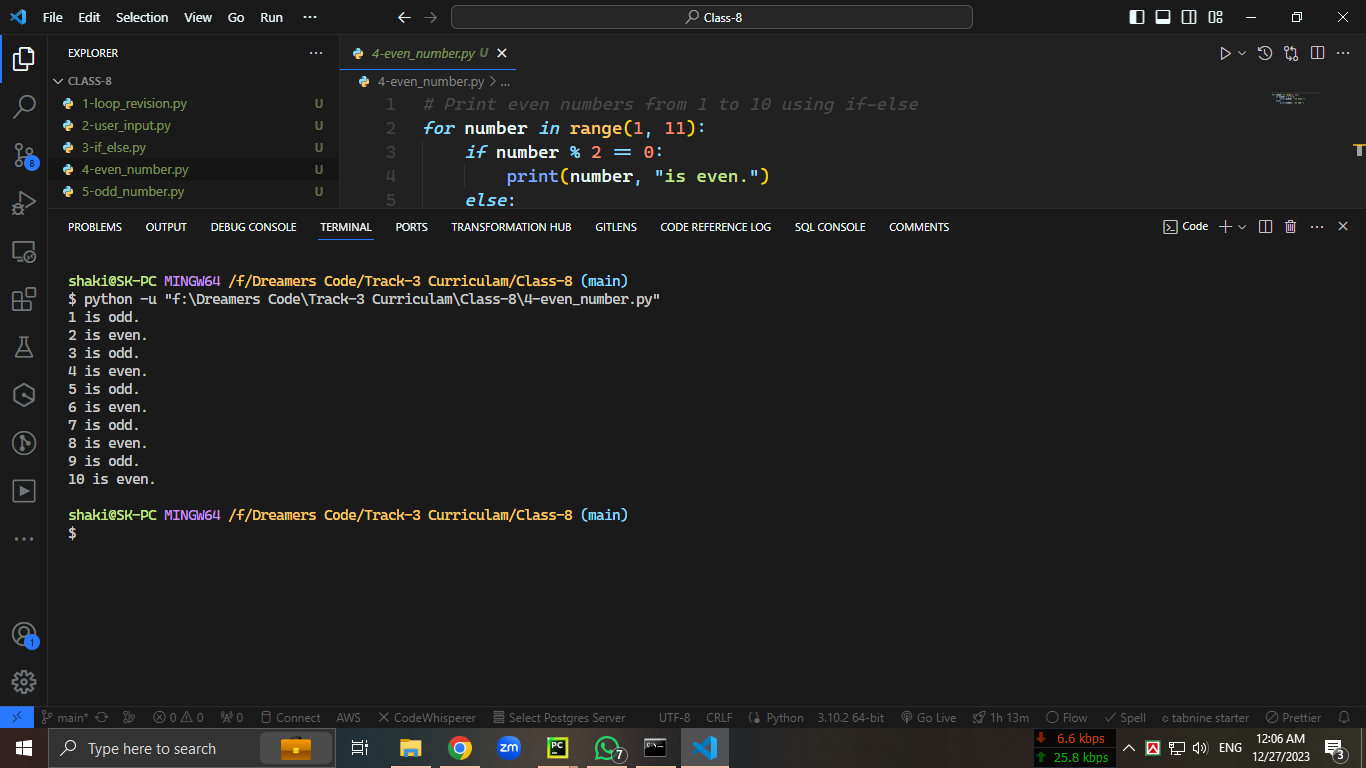 File Edit Selection View Go Run ··· Class-8
EXPLORER ···
CLASS-8
1-loop_revision.py U
2-user_input.py U
3-if_else.py U
4-even_number.py U
5-odd_number.py U
4-even_number.py U
4-even_number.py > ...
1 # Print even numbers from 1 to 10 using if-else
2 for number in range(1, 11):
3 if number % 2 == 0:
4 print(number, "is even.")
5 else:
8
PROBLEMS OUTPUT DEBUG CONSOLE TERMINAL PORTS TRANSFORMATION HUB GITLENS CODE REFERENCE LOG SQL CONSOLE COMMENTS Code
shaki@SK-PC MINGW64 /f/Dreamers Code/Track-3 Curriculam/Class-8 (main)
$ python -u "f:\Dreamers Code\Track-3 Curriculam\Class-8\4-even_number.py"
1 is odd.
2 is even.
3 is odd.
4 is even.
5 is odd.
6 is even.
7 is odd.
8 is even.
9 is odd.
10 is even.
shaki@SK-PC MINGW64 /f/Dreamers Code/Track-3 Curriculam/Class-8 (main)
$
1
main* 0 0 0 Connect AWS CodeWhisperer Select Postgres Server UTF-8 CRLF Python 3.10.2 64-bit Go Live 1h 13m Flow Spell tabnine starter Prettier
Type here to search zm PC 7 6.6 kbps ENG 12:06 AM
25.8 kbps 12/27/2023 3